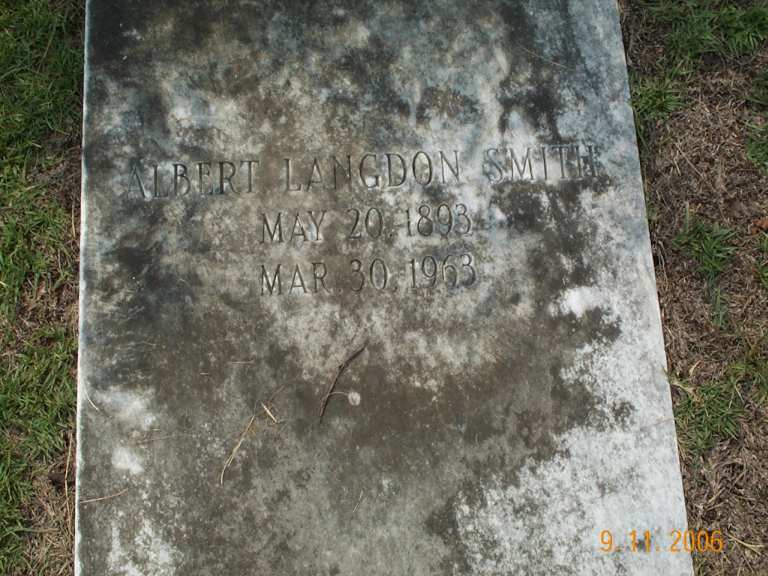 ALBERT LANGDON SMITH
MAY 20, 1893
MAR 30, 1963
9.11.2006